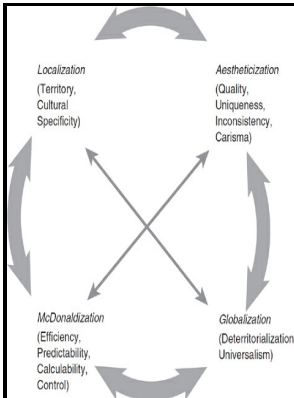 Localization
(Territory,
Cultural
Specificity)
Aestheticization
(Quality,
Uniqueness,
Inconsistency,
Carisma)
McDonaldization
(Efficiency,
Predictability,
Calculability,
Control)
Globalization
(Deterritorialization
Universalism)